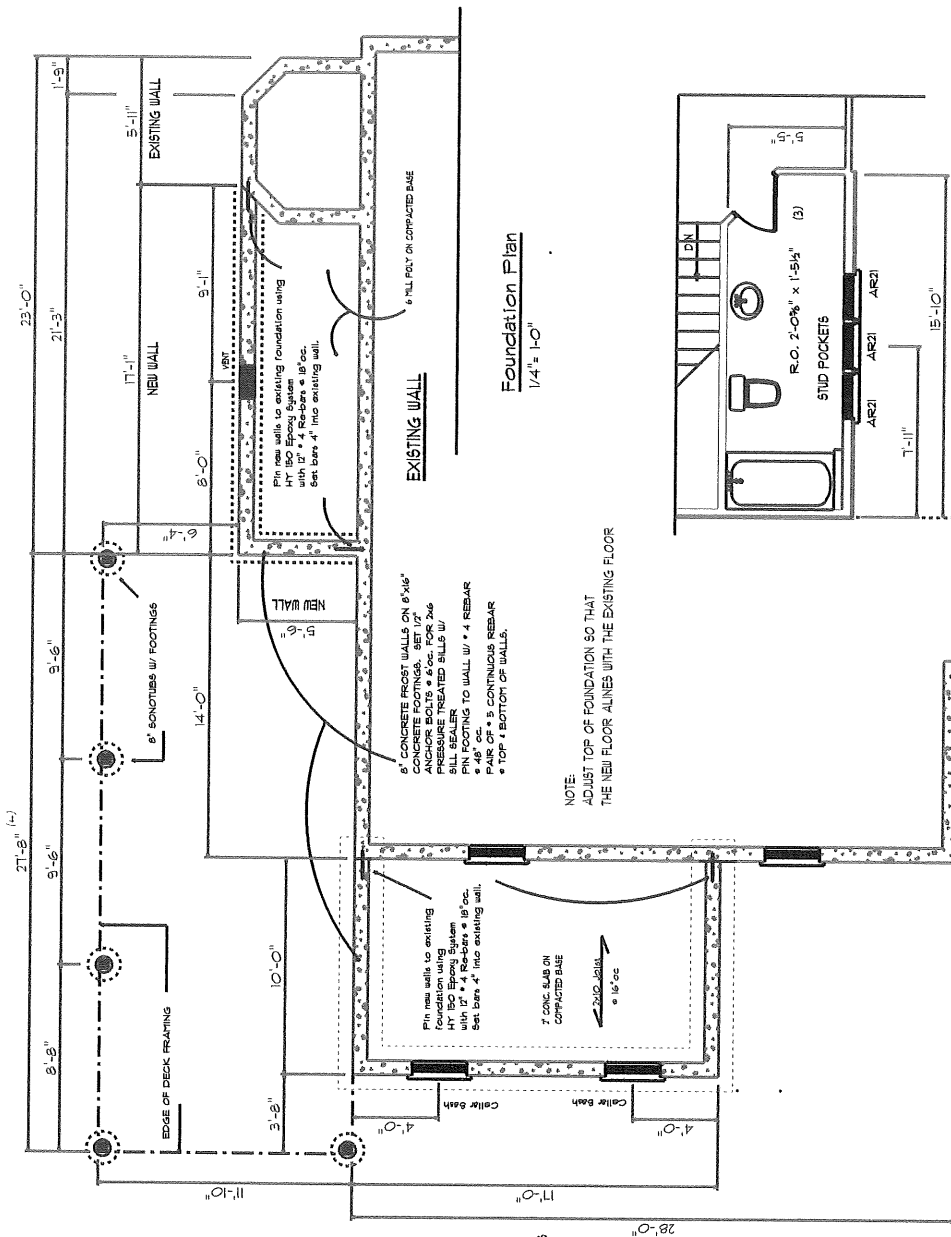 23'-0"
27'-8" (+-)
1'-9"
21'-3"
9'-6"
9'-6"
8'-8"
5'-11"
EXISTING WALL
17'-1"
NEW WALL
9'-1"
8'-0"
14'-0"
10'-0"
3'-8"
6'-4"
5'-6"
NEW WALL
VENT
8" SONOTUBS W/ FOOTINGS
EDGE OF DECK FRAMING
Pin new walls to existing foundation using
HY 150 Epoxy System
with 12" # 4 Re-bars @ 18" oc.
Set bars 4" into existing wall.
6 MILL POLY ON COMPACTED BASE
EXISTING WALL
Foundation Plan
1/4" = 1-0"
8" CONCRETE FROST WALLS ON 8"x16"
CONCRETE FOOTINGS. SET 1/2"
ANCHOR BOLTS @ 6'oc. FOR 2x6
PRESSURE TREATED SILLS W/
SILL SEALER
PIN FOOTING TO WALL W/ # 4 REBAR
@ 48" OC.
PAIR OF # 5 CONTINUOUS REBAR
@ TOP & BOTTOM OF WALLS.
NOTE:
ADJUST TOP OF FOUNDATION SO THAT
THE NEW FLOOR ALINES WITH THE EXISTING FLOOR
Pin new walls to existing
foundation using
HY 150 Epoxy System
with 12" # 4 Re-bars @ 18" oc.
Set bars 4" into existing wall.
2" CONC. SLAB ON
COMPACTED BASE
2x10 Joist
@ 16"oc
Cellar Sash
Cellar Sash
4'-0"
4'-0"
11'-10"
17'-0"
28'-0"
DN
5'-5"
(3)
R.O. 2'-0⅝" x 1'-5½"
STUD POCKETS
AR21
AR21
AR21
7'-11"
15'-10"